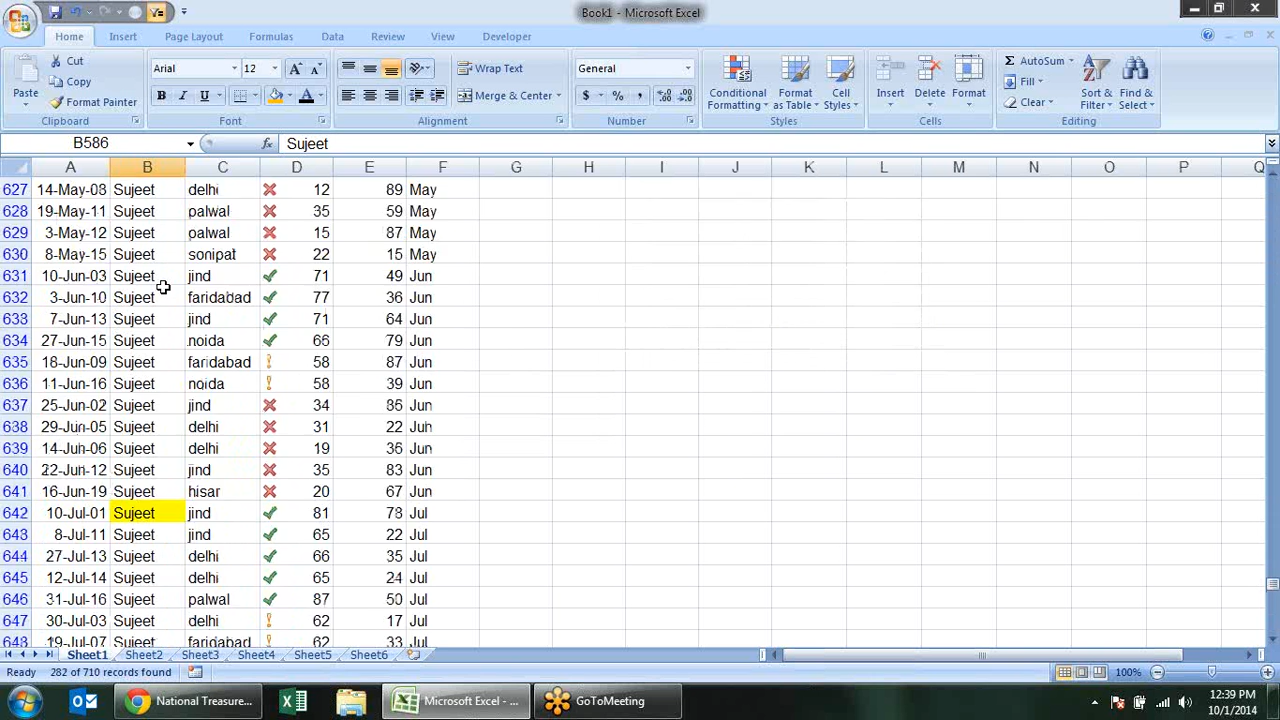 Book1 - Microsoft Excel
Home Insert Page Layout Formulas Data Review View Developer
Paste
Cut
Copy
Format Painter
Clipboard
Arial 12
B I U
Font
Wrap Text
Merge & Center
Alignment
General
$ % ,
Number
Conditional Formatting
Format as Table
Cell Styles
Styles
Insert Delete Format
Cells
AutoSum
Fill
Clear
Sort & Filter
Find & Select
Editing
B586 fx Sujeet
A B C D E F G H I J K L M N O P Q
627 14-May-08 Sujeet delhi 12 89 May
628 19-May-11 Sujeet palwal 35 59 May
629 3-May-12 Sujeet palwal 15 87 May
630 8-May-15 Sujeet sonipat 22 15 May
631 10-Jun-03 Sujeet jind 71 49 Jun
632 3-Jun-10 Sujeet faridabad 77 36 Jun
633 7-Jun-13 Sujeet jind 71 64 Jun
634 27-Jun-15 Sujeet noida 66 79 Jun
635 18-Jun-09 Sujeet faridabad 58 87 Jun
636 11-Jun-16 Sujeet noida 58 39 Jun
637 25-Jun-02 Sujeet jind 34 86 Jun
638 29-Jun-05 Sujeet delhi 31 22 Jun
639 14-Jun-06 Sujeet delhi 19 36 Jun
640 22-Jun-12 Sujeet jind 35 83 Jun
641 16-Jun-19 Sujeet hisar 20 67 Jun
642 10-Jul-01 Sujeet jind 81 78 Jul
643 8-Jul-11 Sujeet jind 65 22 Jul
644 27-Jul-13 Sujeet delhi 66 35 Jul
645 12-Jul-14 Sujeet delhi 65 24 Jul
646 31-Jul-16 Sujeet palwal 87 50 Jul
647 30-Jul-03 Sujeet delhi 62 17 Jul
648 19-Jul-07 Sujeet faridabad 62 33 Jul
Sheet1 Sheet2 Sheet3 Sheet4 Sheet5 Sheet6
Ready 282 of 710 records found 100%
National Treasure... Microsoft Excel - ... GoToMeeting
12:39 PM
10/1/2014